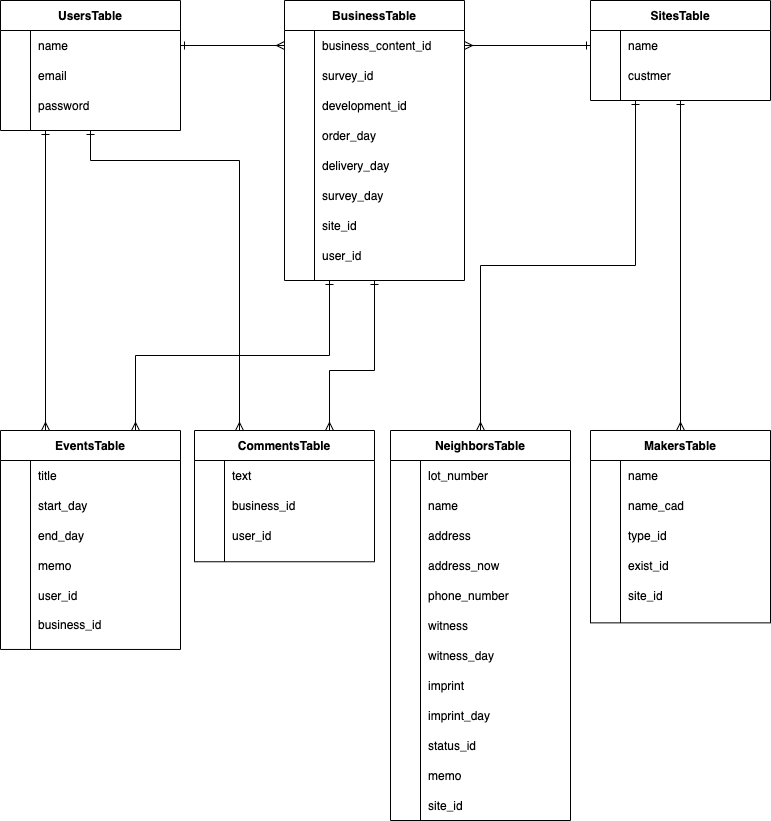 UsersTable
name
email
password
BusinessTable
business_content_id
survey_id
development_id
order_day
delivery_day
survey_day
site_id
user_id
SitesTable
name
custmer
EventsTable
title
start_day
end_day
memo
user_id
business_id
CommentsTable
text
business_id
user_id
NeighborsTable
lot_number
name
address
address_now
phone_number
witness
witness_day
imprint
imprint_day
status_id
memo
site_id
MakersTable
name
name_cad
type_id
exist_id
site_id